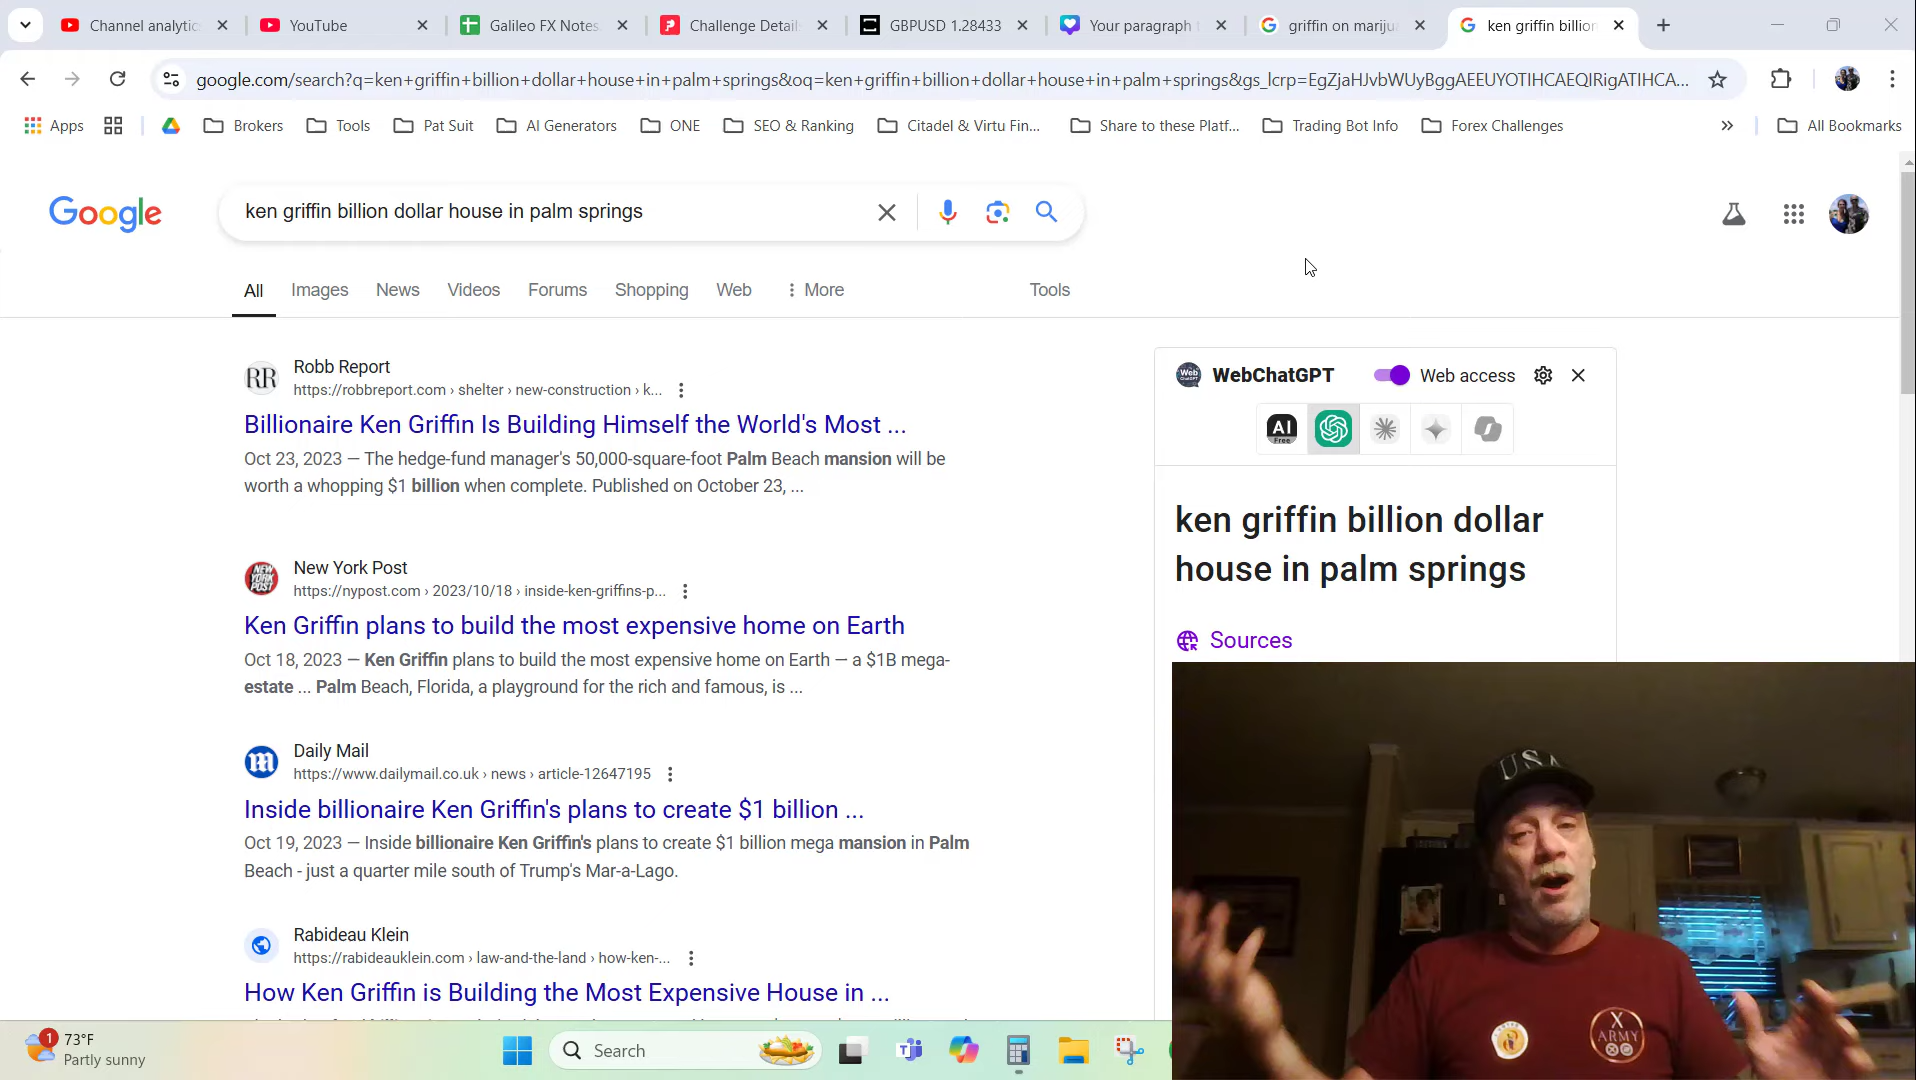 Channel analytic
YouTube
Galileo FX Notes
Challenge Detail
GBPUSD 1.28433
Your paragraph
griffin on mariju
ken griffin billion
google.com/search?q=ken+griffin+billion+dollar+house+in+palm+springs&oq=ken+griffin+billion+dollar+house+in+palm+springs&gs_lcrp=EgZjaHJvbWUyBggAEEUYOTIHCAEQIRigATIHCA...
Apps
Brokers
Tools
Pat Suit
AI Generators
ONE
SEO & Ranking
Citadel & Virtu Fin...
Share to these Platf...
Trading Bot Info
Forex Challenges
All Bookmarks
Google
ken griffin billion dollar house in palm springs
All
Images
News
Videos
Forums
Shopping
Web
More
Tools
RR
Robb Report
https://robbreport.com › shelter › new-construction › k...
Billionaire Ken Griffin Is Building Himself the World's Most ...
Oct 23, 2023 — The hedge-fund manager's 50,000-square-foot Palm Beach mansion will be
worth a whopping $1 billion when complete. Published on October 23, ...
NEW
YORK
POST
New York Post
https://nypost.com › 2023/10/18 › inside-ken-griffins-p...
Ken Griffin plans to build the most expensive home on Earth
Oct 18, 2023 — Ken Griffin plans to build the most expensive home on Earth — a $1B mega-
estate ... Palm Beach, Florida, a playground for the rich and famous, is ...
m
Daily Mail
https://www.dailymail.co.uk › news › article-12647195
Inside billionaire Ken Griffin's plans to create $1 billion ...
Oct 19, 2023 — Inside billionaire Ken Griffin's plans to create $1 billion mega mansion in Palm
Beach - just a quarter mile south of Trump's Mar-a-Lago.
Rabideau Klein
https://rabideauklein.com › law-and-the-land › how-ken-...
How Ken Griffin is Building the Most Expensive House in ...
Web
ChatGPT
WebChatGPT
Web access
AI
Free
ken griffin billion dollar
house in palm springs
Sources
USA
X
ARMY
1
73°F
Partly sunny
Search